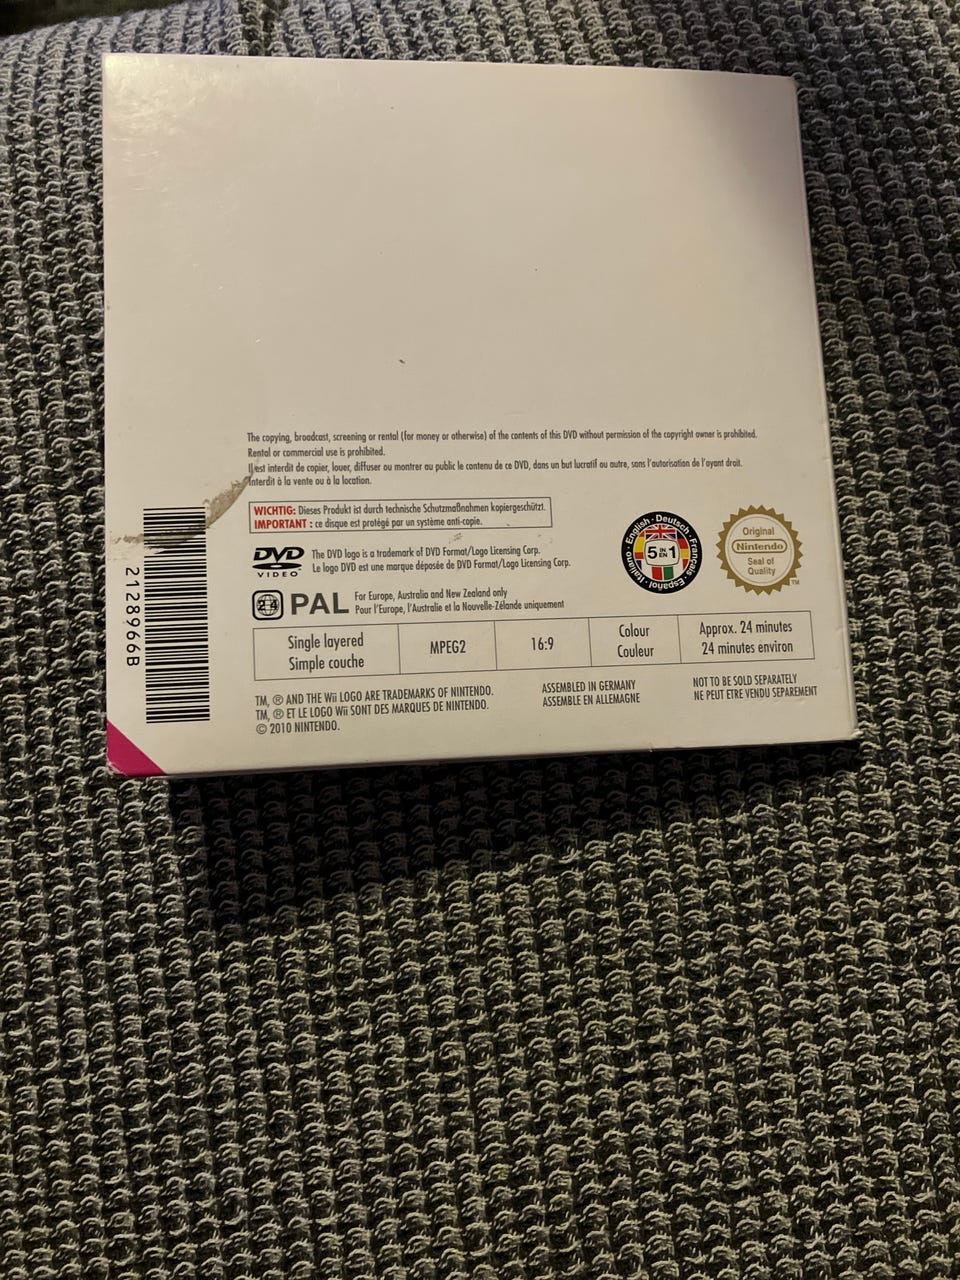 The copying, broadcast, screening or rental (for money or otherwise) of the contents of this DVD without permission of the copyright owner is prohibited.
Rental or commercial use is prohibited.
Il est interdit de copier, louer, diffuser ou montrer au public le contenu de ce DVD, dans un but lucratif ou autre, sans l'autorisation de l'ayant droit.
Interdit à la vente ou à la location.
WICHTIG: Dieses Produkt ist durch technische Schutzmaßnahmen kopiergeschützt.
IMPORTANT : ce disque est protégé par un système anti-copie.
DVD
VIDEO
The DVD logo is a trademark of DVD Format/Logo Licensing Corp.
Le logo DVD est une marque déposée de DVD Format/Logo Licensing Corp.
English · Deutsch · Français · Español · Italiano ·
5 IN EN 1
Original
Nintendo
Seal of
Quality
TM
2 4
PAL
For Europe, Australia and New Zealand only
Pour l'Europe, l'Australie et la Nouvelle-Zélande uniquement
Single layered
Simple couche
MPEG2
16:9
Colour
Couleur
Approx. 24 minutes
24 minutes environ
TM, ® AND THE Wii LOGO ARE TRADEMARKS OF NINTENDO.
TM, ® ET LE LOGO Wii SONT DES MARQUES DE NINTENDO.
© 2010 NINTENDO.
ASSEMBLED IN GERMANY
ASSEMBLE EN ALLEMAGNE
NOT TO BE SOLD SEPARATELY
NE PEUT ETRE VENDU SEPAREMENT
2128966B